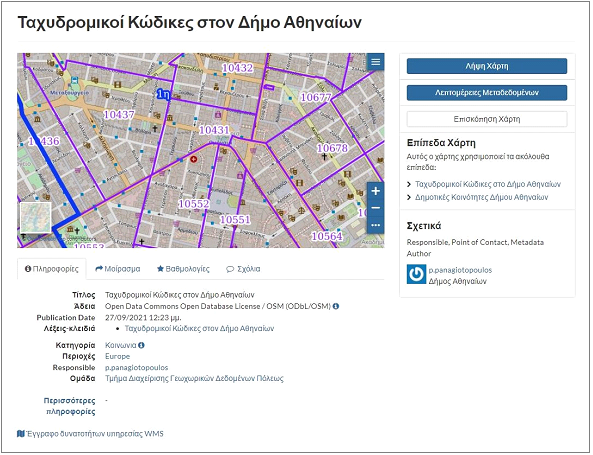 Ταχυδρομικοί Κώδικες στον Δήμο Αθηναίων
10432
Μεταξουργείο
1η
10677
10437
10436
10431
10678
10552
10551
10564
10553
Λήψη Χάρτη
Λεπτομέρειες Μεταδεδομένων
Επισκόπηση Χάρτη
Επίπεδα Χάρτη
Αυτός ο χάρτης χρησιμοποιεί τα ακόλουθα
επίπεδα:
Ταχυδρομικοί Κώδικες στο Δήμο Αθηναίων
Δημοτικές Κοινότητες Δήμου Αθηναίων
Σχετικά
Responsible, Point of Contact, Metadata
Author
p.panagiotopoulos
Δήμος Αθηναίων
Πληροφορίες Μοίρασμα Βαθμολογίες Σχόλια
Τίτλος Ταχυδρομικοί Κώδικες στον Δήμο Αθηναίων
Άδεια Open Data Commons Open Database License / OSM (ODbL/OSM)
Publication Date 27/09/2021 12:23 μμ.
Λέξεις-κλειδιά • Ταχυδρομικοί Κώδικες στον Δήμο Αθηναίων
Κατηγορία Κοινωνια
Περιοχές Europe
Responsible p.panagiotopoulos
Ομάδα Τμήμα Διαχείρισης Γεωχωρικών Δεδομένων Πόλεως
Περισσότερες -
πληροφορίες
Έγγραφο δυνατοτήτων υπηρεσίας WMS